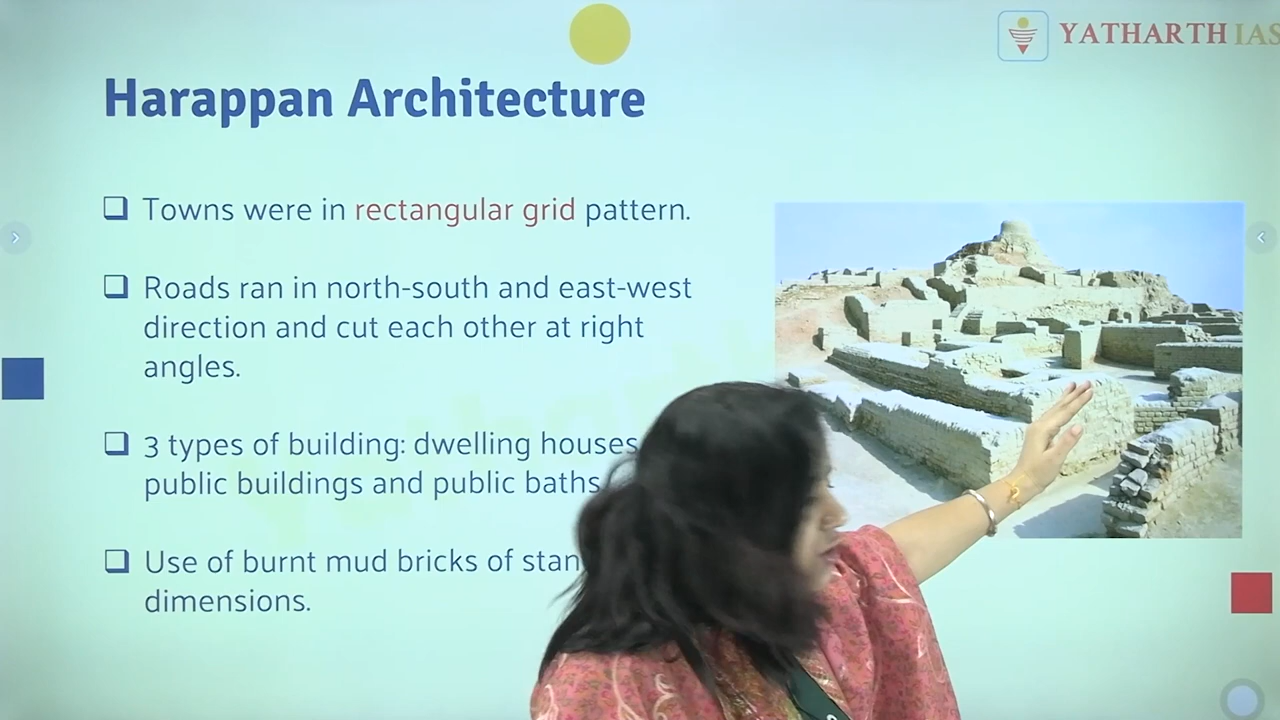 YATHARTH IAS
Harappan Architecture
Towns were in rectangular grid pattern.
Roads ran in north-south and east-west
direction and cut each other at right
angles.
3 types of building: dwelling houses
public buildings and public baths
Use of burnt mud bricks of
dimensions.